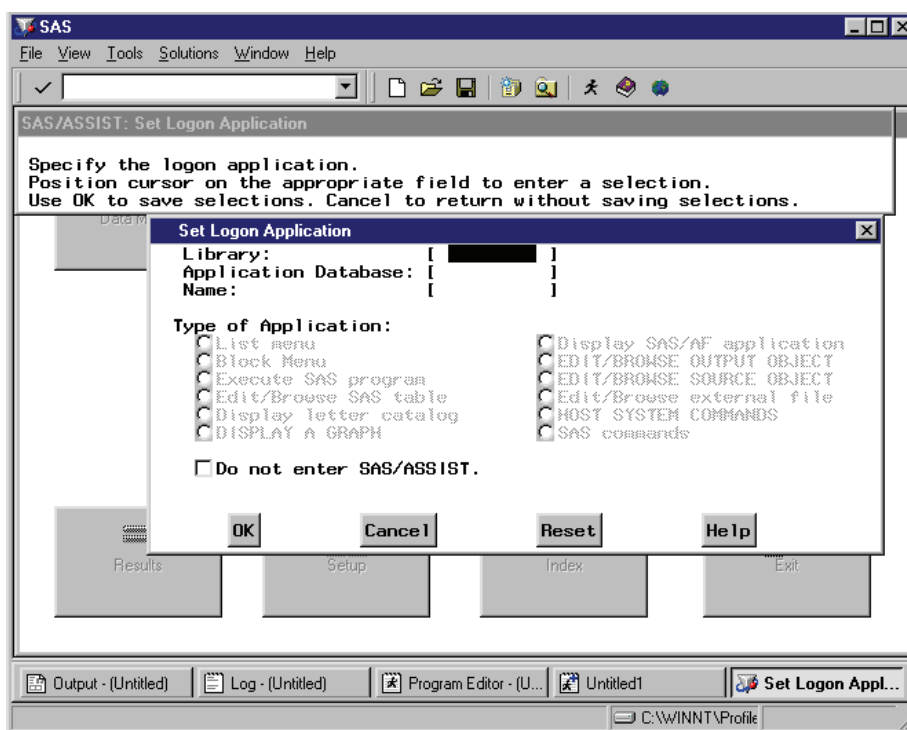 SAS
File View Tools Solutions Window Help
SAS/ASSIST: Set Logon Application
Specify the logon application.
Position cursor on the appropriate field to enter a selection.
Use OK to save selections. Cancel to return without saving selections.
Data M
Set Logon Application
Library: [ ]
Application Database: [ ]
Name: [ ]
Type of Application:
List menu
Block Menu
Execute SAS program
Edit/Browse SAS table
Display letter catalog
DISPLAY A GRAPH
Display SAS/AF application
EDIT/BROWSE OUTPUT OBJECT
EDIT/BROWSE SOURCE OBJECT
Edit/Browse external file
HOST SYSTEM COMMANDS
SAS commands
Do not enter SAS/ASSIST.
OK Cancel Reset Help
Results Setup Index Exit
Output - (Untitled) Log - (Untitled) Program Editor - (U... Untitled1 Set Logon Appl...
C:\WINNT\Profile